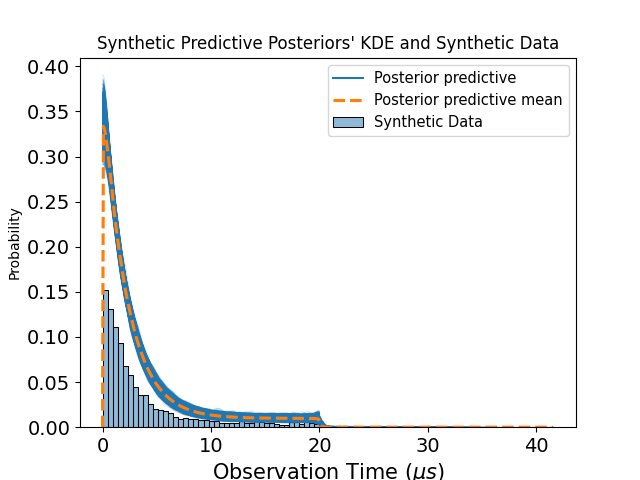 Synthetic Predictive Posteriors' KDE and Synthetic Data
Posterior predictive
Posterior predictive mean
Synthetic Data
Probability
0.40
0.35
0.30
0.25
0.20
0.15
0.10
0.05
0.00
0 10 20 30 40
Observation Time (μs)